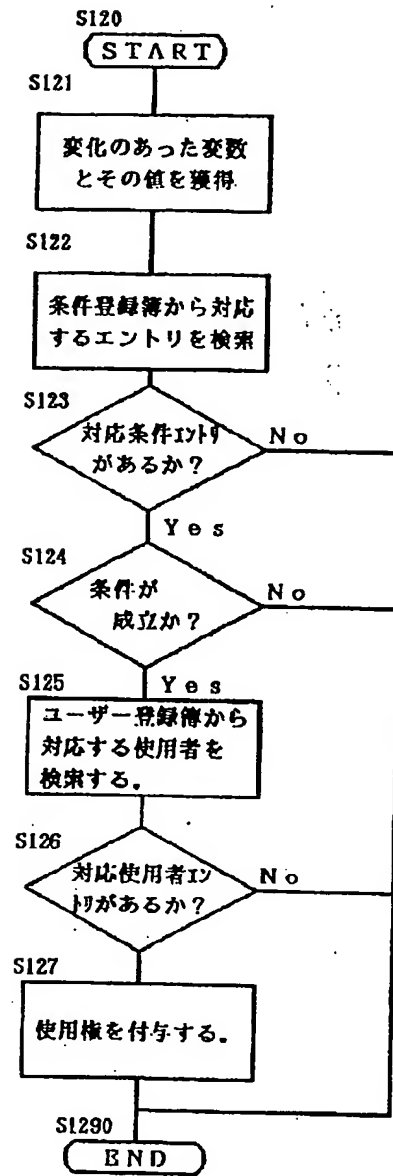 S120
START
S121
変化のあった変数
とその値を獲得
S122
条件登録簿から対応
するエントリを検索
S123
対応条件エントリ
があるか?
No
Yes
S124
条件が
成立か?
No
Yes
S125
ユーザー登録簿から
対応する使用者を
検索する。
S126
対応使用者エン
トリがあるか?
No
S127
使用権を付与する。
S1290
END